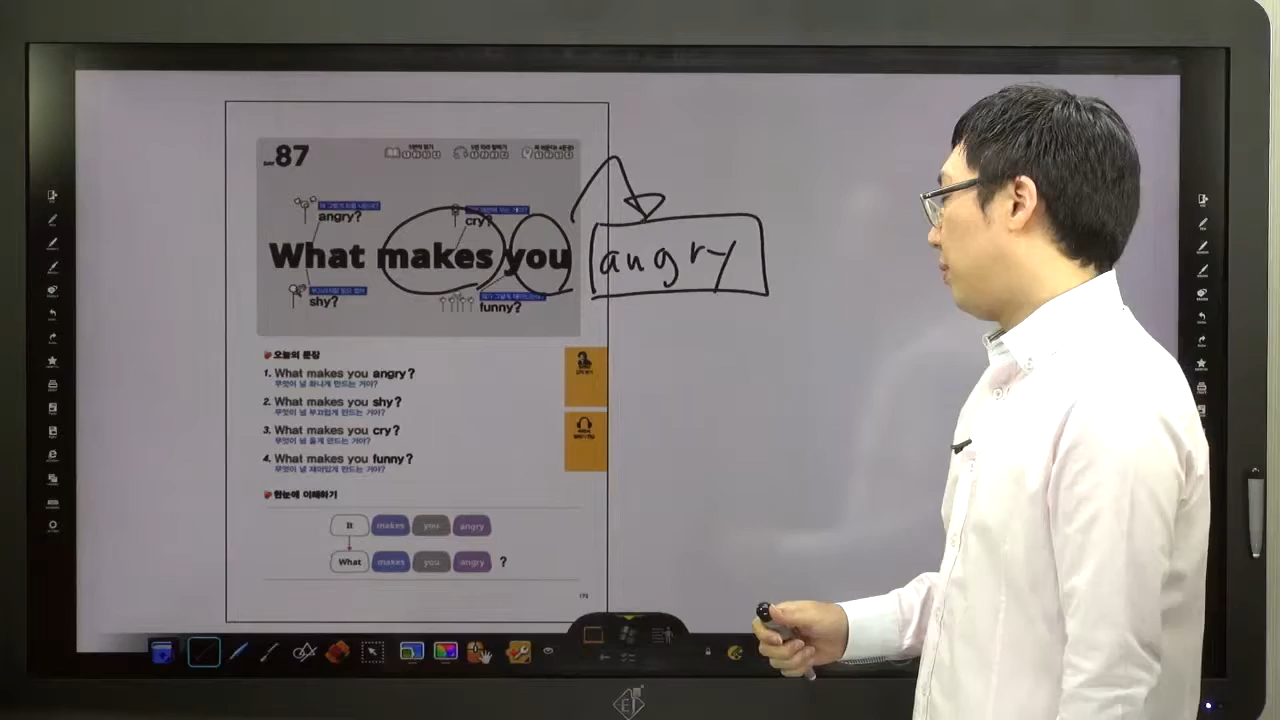 DAY 87
angry?
cry?
What makes you angry
shy?
funny?
오늘의 문장
1. What makes you angry?
무엇이 널 화나게 만드는 거야?
2. What makes you shy?
무엇이 널 부끄럽게 만드는 거야?
3. What makes you cry?
무엇이 널 울게 만드는 거야?
4. What makes you funny?
무엇이 널 재미있게 만드는 거야?
한눈에 이해하기
It makes you angry
What makes you angry ?